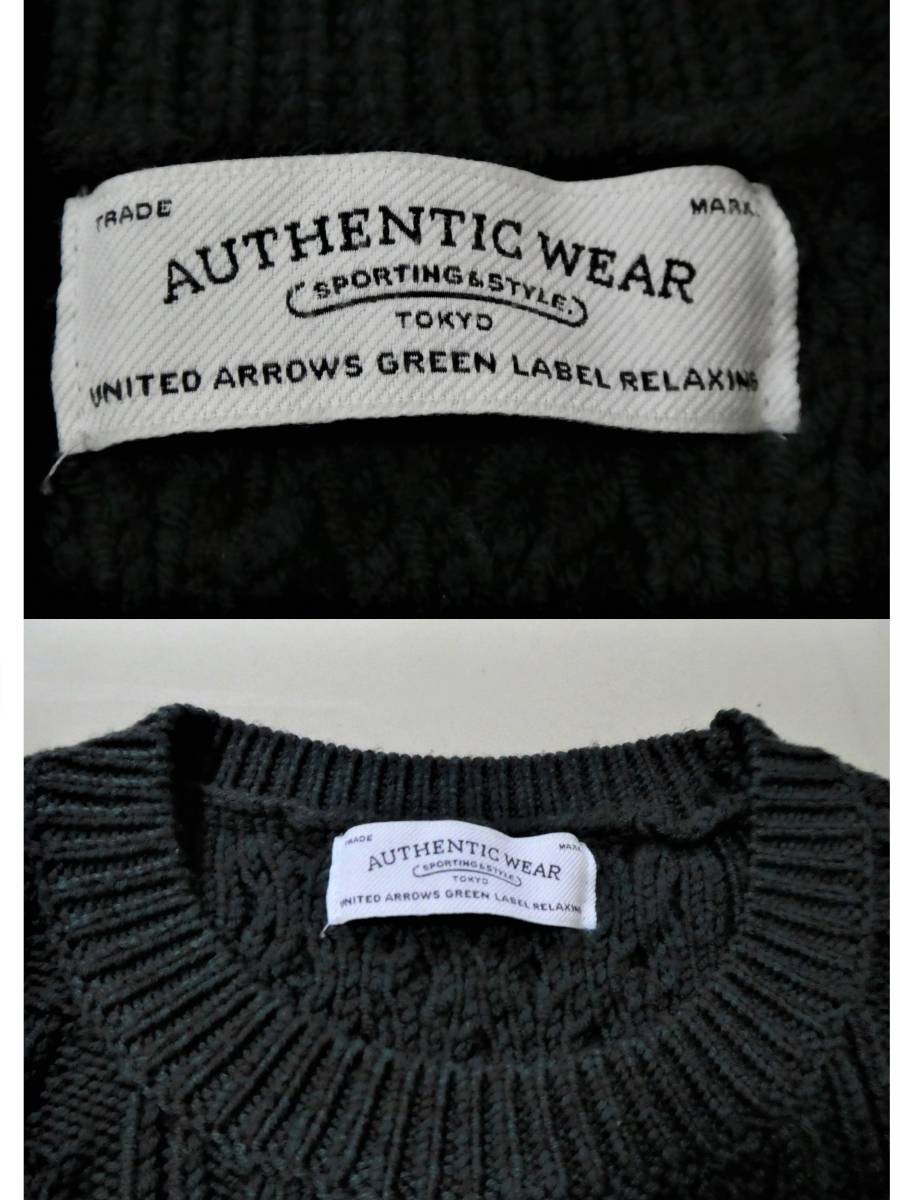 TRADE MARK.
AUTHENTIC WEAR
SPORTING & STYLE.
TOKYO
UNITED ARROWS GREEN LABEL RELAXING
TRADE MARK
AUTHENTIC WEAR
SPORTING & STYLE.
TOKYO
UNITED ARROWS GREEN LABEL RELAXING